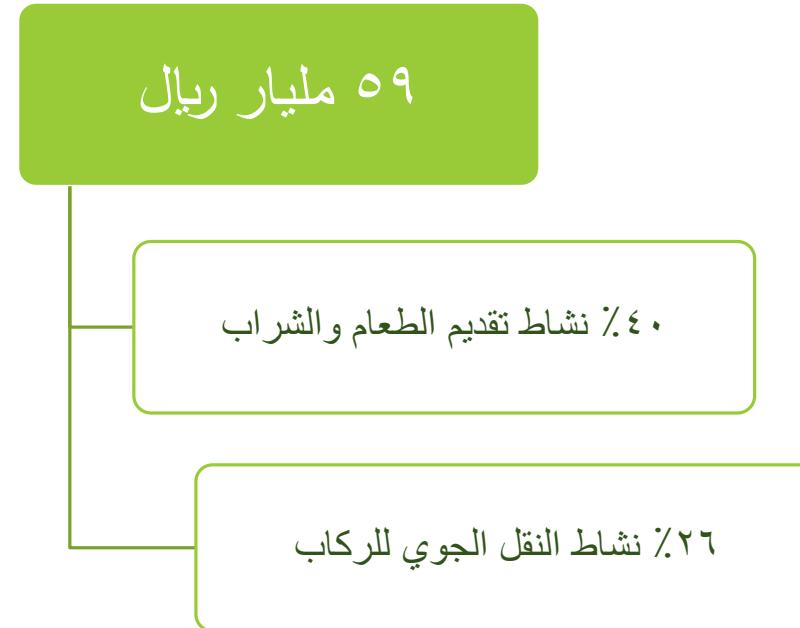 ٥٩ مليار ريال
٤٠٪ نشاط تقديم الطعام والشراب
٢٦٪ نشاط النقل الجوي للركاب